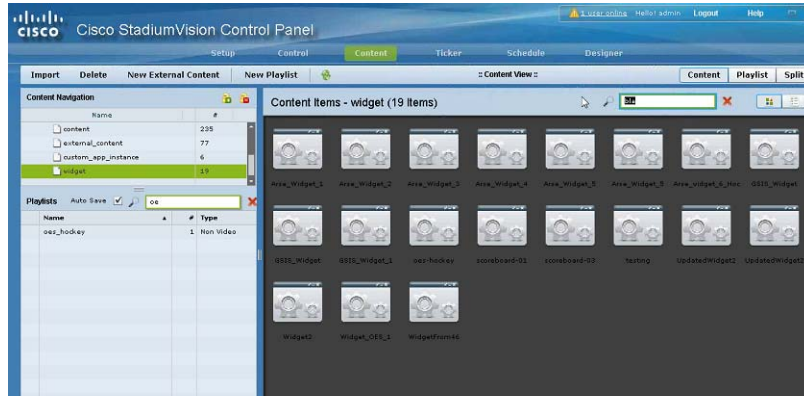 cisco Cisco StadiumVision Control Panel
1 user online Hello! admin Logout Help
Setup Control Content Ticker Schedule Designer
Import Delete New External Content New Playlist :: Content View :: Content Playlist Split
Content Navigation
Name #
content 235
external_content 77
custom_app_instance 6
widget 19
Playlists Auto Save oe
Name # Type
oes_hockey 1 Non Video
Content Items - widget (19 Items)
Arse_Widget_1 Arse_Widget_2 Arse_Widget_3 Arse_Widget_4 Arse_Widget_5 Arse_Widget_5 GSIS_Widget
GSIS_Widget GSIS_Widget_1 oes-hockey scoreboard-01 scoreboard-03 testing UpdatedWidget2 UpdatedWidget2
Widget2 Widget_OES_1 WidgetFrom46